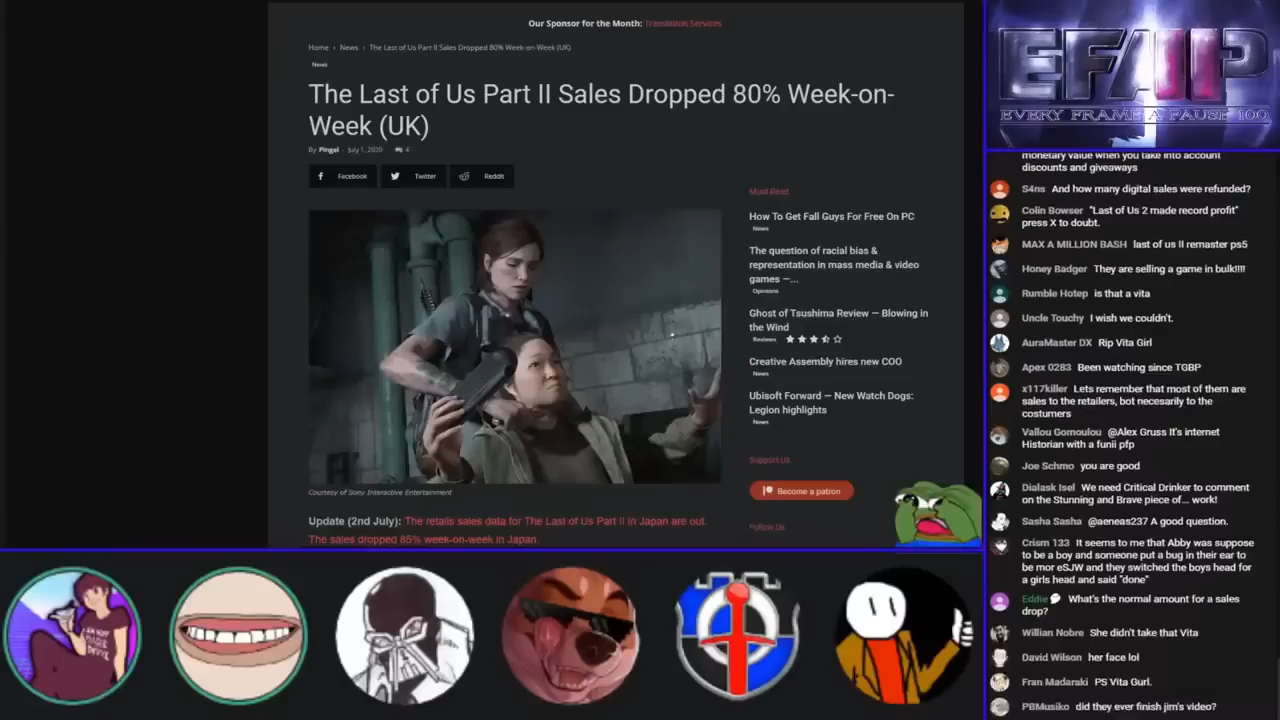 Our Sponsor for the Month: Translation Services
Home › News › The Last of Us Part II Sales Dropped 80% Week-on-Week (UK)
News
The Last of Us Part II Sales Dropped 80% Week-on-
Week (UK)
By Pingal - July 1, 2020 4
Facebook Twitter Reddit
Courtesy of Sony Interactive Entertainment
Update (2nd July): The retails sales data for The Last of Us Part II in Japan are out.
The sales dropped 85% week-on-week in Japan.
Must Read
How To Get Fall Guys For Free On PC
News
The question of racial bias &
representation in mass media & video
games —...
Opinions
Ghost of Tsushima Review — Blowing in
the Wind
Reviews
Creative Assembly hires new COO
News
Ubisoft Forward — New Watch Dogs:
Legion highlights
News
Support Us
Become a patron
Follow Us
EFAP
EVERY FRAME A PAUSE 100
monetary value when you take into account
discounts and giveaways
S4ns And how many digital sales were refunded?
Colin Bowser "Last of Us 2 made record profit"
press X to doubt.
MAX A MILLION BASH last of us II remaster ps5
Honey Badger They are selling a game in bulk!!!!
Rumble Hotep is that a vita
Uncle Touchy I wish we couldn't.
AuraMaster DX Rip Vita Girl
Apex 0283 Been watching since TGBP
x117killer Lets remember that most of them are
sales to the retailers, bot necesarily to the
costumers
Vallou Gomoulou @Alex Gruss It's internet
Historian with a funii pfp
Joe Schmo you are good
Dialask Isel We need Critical Drinker to comment
on the Stunning and Brave piece of... work!
Sasha Sasha @aeneas237 A good question.
Crism 133 It seems to me that Abby was suppose
to be a boy and someone put a bug in their ear to
be mor eSJW and they switched the boys head for
a girls head and said "done"
Eddie What's the normal amount for a sales
drop?
Willian Nobre She didn't take that Vita
David Wilson her face lol
Fran Madaraki PS Vita Gurl.
PBMusiko did they ever finish jim's video?